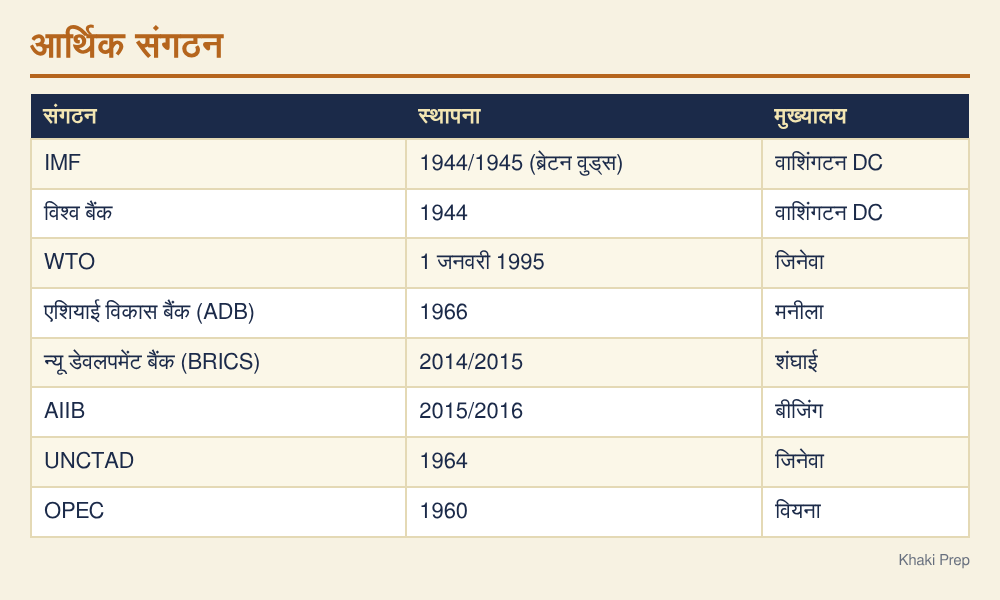 आर्थिक संगठन
संगठन स्थापना मुख्यालय
IMF 1944/1945 (ब्रेटन वुड्स) वाशिंगटन DC
विश्व बैंक 1944 वाशिंगटन DC
WTO 1 जनवरी 1995 जिनेवा
एशियाई विकास बैंक (ADB) 1966 मनीला
न्यू डेवलपमेंट बैंक (BRICS) 2014/2015 शंघाई
AIIB 2015/2016 बीजिंग
UNCTAD 1964 जिनेवा
OPEC 1960 वियना
Khaki Prep